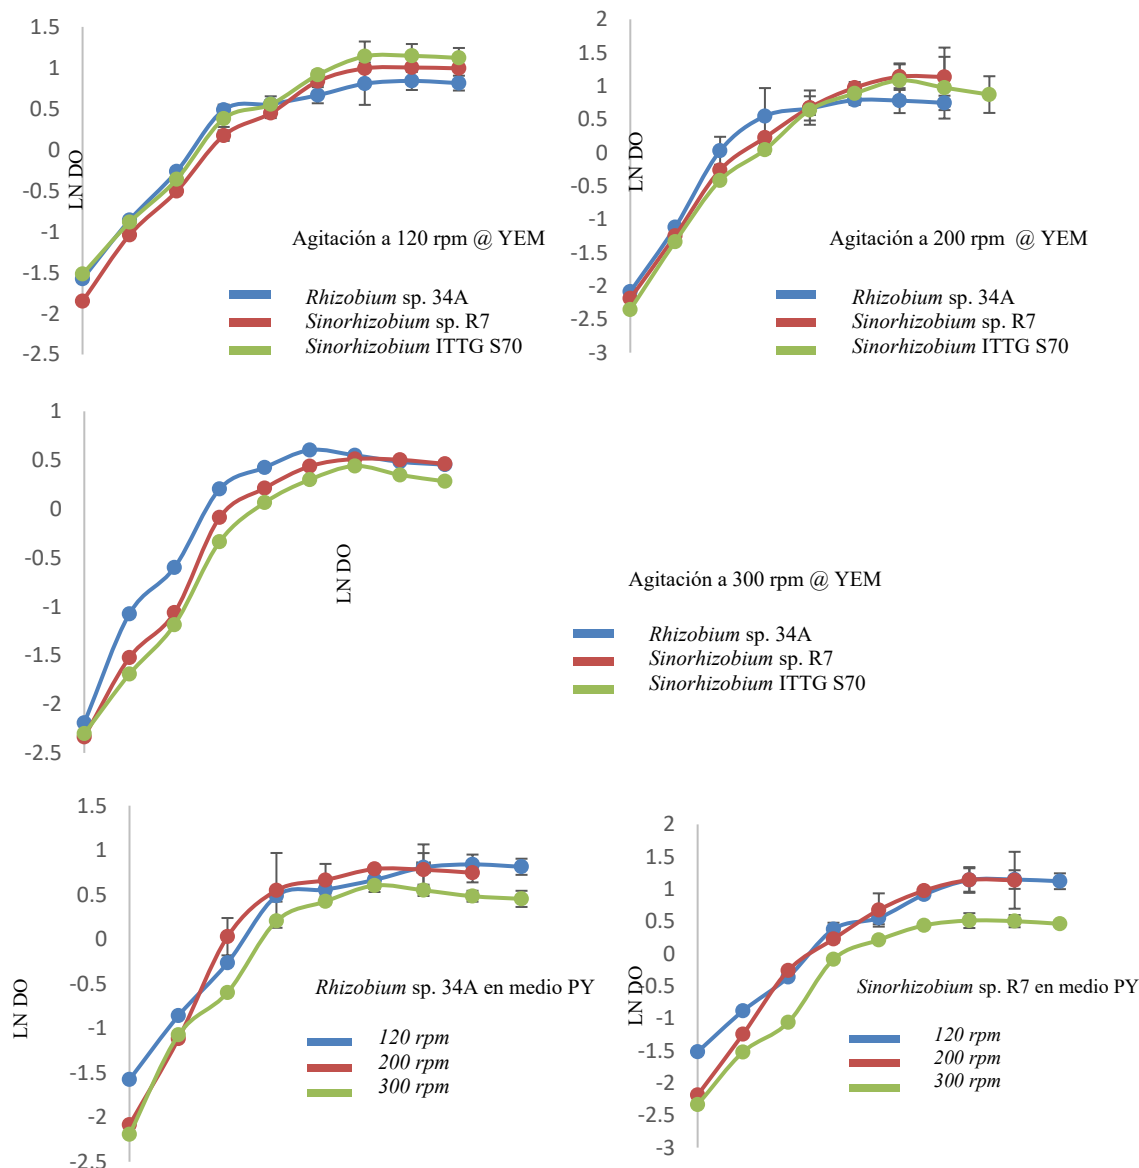 1.5
1
0.5
0
-0.5
-1
-1.5
-2
-2.5
LN DO
Agitación a 120 rpm @ YEM
Rhizobium sp. 34A
Sinorhizobium sp. R7
Sinorhizobium ITTG S70
2
1.5
1
0.5
0
-0.5
-1
-1.5
-2
-2.5
-3
LN DO
Agitación a 200 rpm @ YEM
Rhizobium sp. 34A
Sinorhizobium sp. R7
Sinorhizobium ITTG S70
1
0.5
0
-0.5
-1
-1.5
-2
-2.5
LN DO
Agitación a 300 rpm @ YEM
Rhizobium sp. 34A
Sinorhizobium sp. R7
Sinorhizobium ITTG S70
1.5
1
0.5
0
-0.5
-1
-1.5
-2
-2.5
LN DO
Rhizobium sp. 34A en medio PY
120 rpm
200 rpm
300 rpm
2
1.5
1
0.5
0
-0.5
-1
-1.5
-2
-2.5
-3
LN DO
Sinorhizobium sp. R7 en medio PY
120 rpm
200 rpm
300 rpm